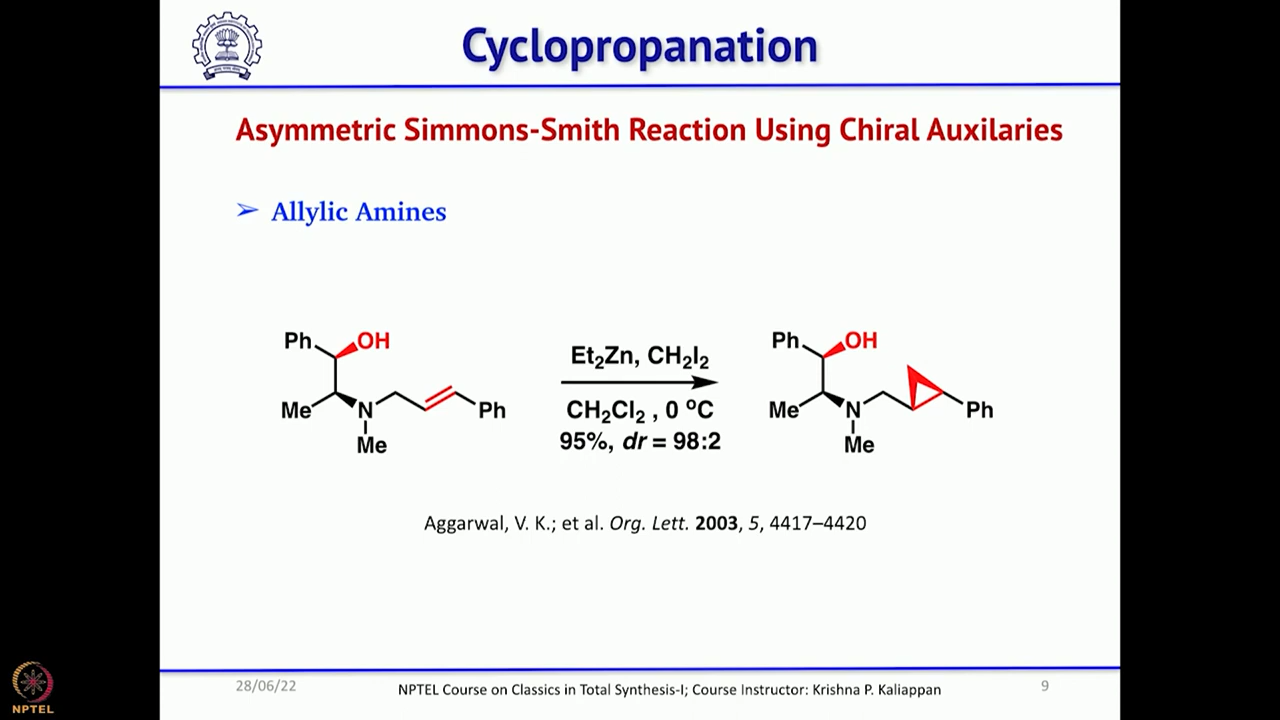 Cyclopropanation
Asymmetric Simmons-Smith Reaction Using Chiral Auxilaries
➢ Allylic Amines
Ph OH
Me N Ph
Me
Et₂Zn, CH₂I₂
CH₂Cl₂ , 0 ºC
95%, dr = 98:2
Ph OH
Me N Ph
Me
Aggarwal, V. K.; et al. Org. Lett. 2003, 5, 4417–4420
28/06/22 NPTEL Course on Classics in Total Synthesis-I; Course Instructor: Krishna P. Kaliappan 9
NPTEL